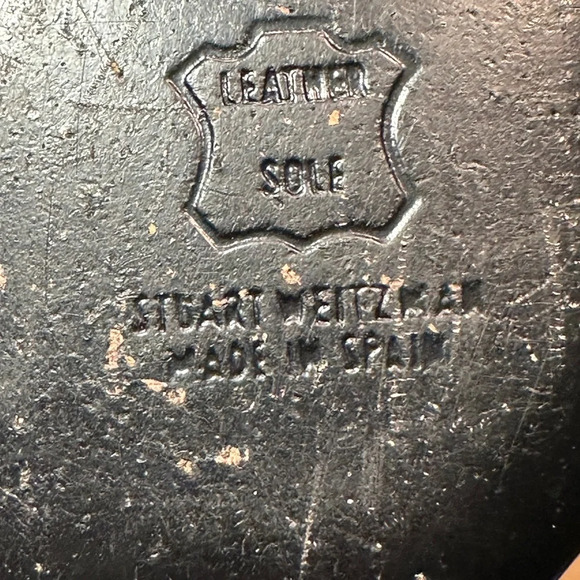 LEATHER
SOLE
STUART WEITZMAN
MADE IN SPAIN